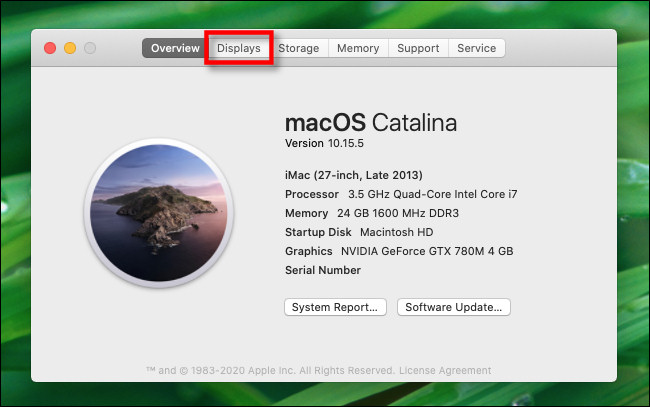 Overview Displays Storage Memory Support Service
macOS Catalina
Version 10.15.5
iMac (27-inch, Late 2013)
Processor 3.5 GHz Quad-Core Intel Core i7
Memory 24 GB 1600 MHz DDR3
Startup Disk Macintosh HD
Graphics NVIDIA GeForce GTX 780M 4 GB
Serial Number
System Report... Software Update...
™ and © 1983-2020 Apple Inc. All Rights Reserved. License Agreement